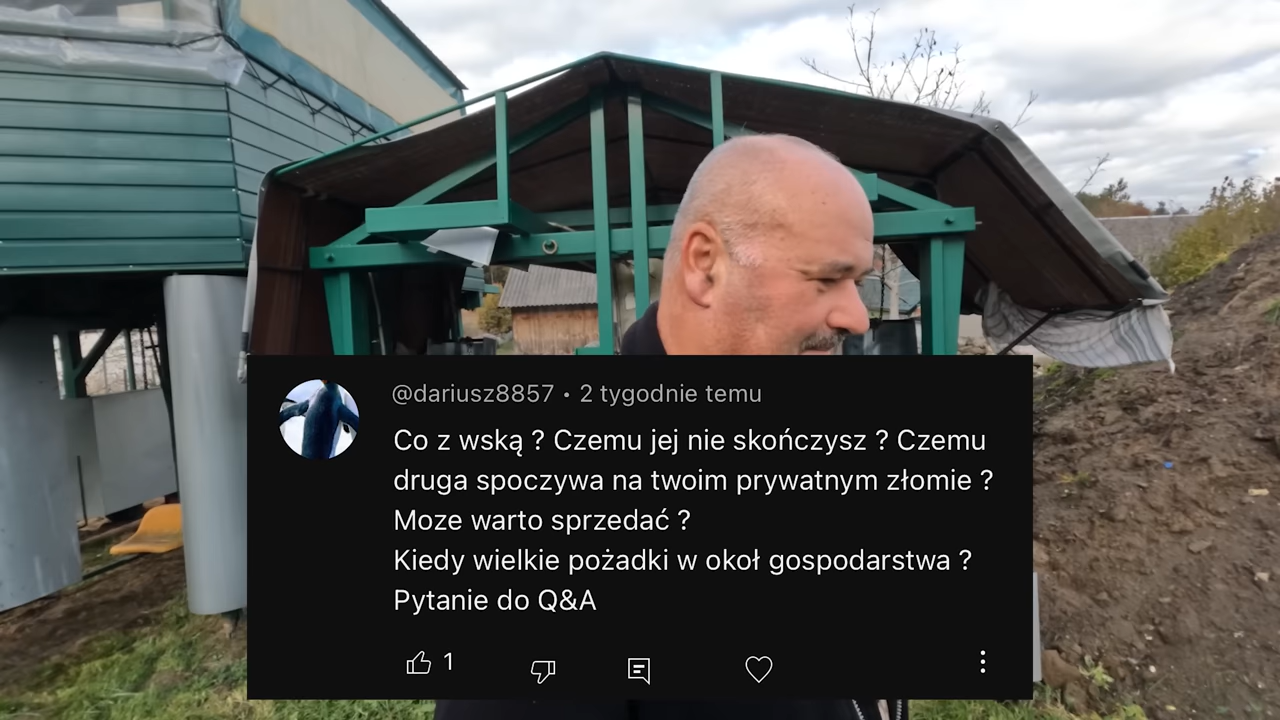 @dariusz8857 • 2 tygodnie temu
Co z wską ? Czemu jej nie skończysz ? Czemu
druga spoczywa na twoim prywatnym złomie ?
Moze warto sprzedać ?
Kiedy wielkie pożadki w okoł gospodarstwa ?
Pytanie do Q&A
1